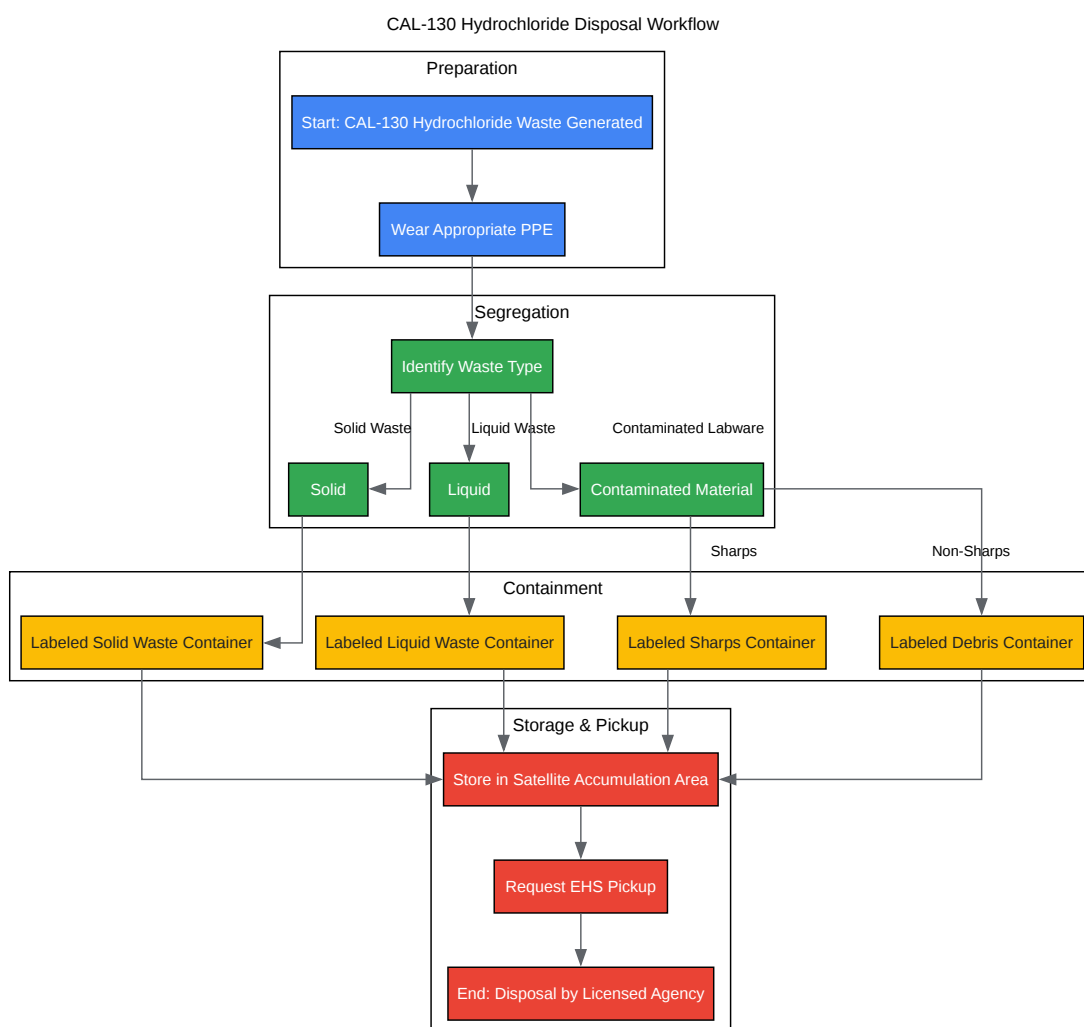 CAL-130 Hydrochloride Disposal Workflow
Preparation
Start: CAL-130 Hydrochloride Waste Generated
Wear Appropriate PPE
Segregation
Identify Waste Type
Solid Waste
Liquid Waste
Contaminated Labware
Solid
Liquid
Contaminated Material
Sharps
Non-Sharps
Containment
Labeled Solid Waste Container
Labeled Liquid Waste Container
Labeled Sharps Container
Labeled Debris Container
Storage & Pickup
Store in Satellite Accumulation Area
Request EHS Pickup
End: Disposal by Licensed Agency